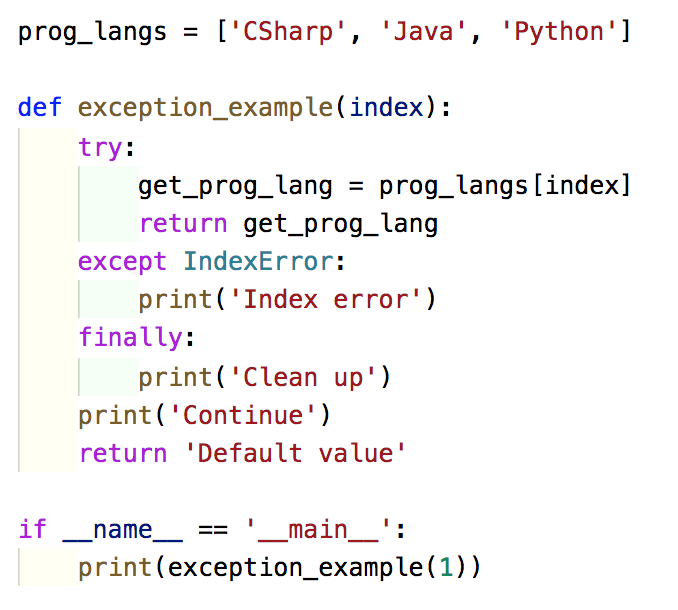 prog_langs = ['CSharp', 'Java', 'Python']

def exception_example(index):
    try:
        get_prog_lang = prog_langs[index]
        return get_prog_lang
    except IndexError:
        print('Index error')
    finally:
        print('Clean up')
    print('Continue')
    return 'Default value'

if __name__ == '__main__':
    print(exception_example(1))